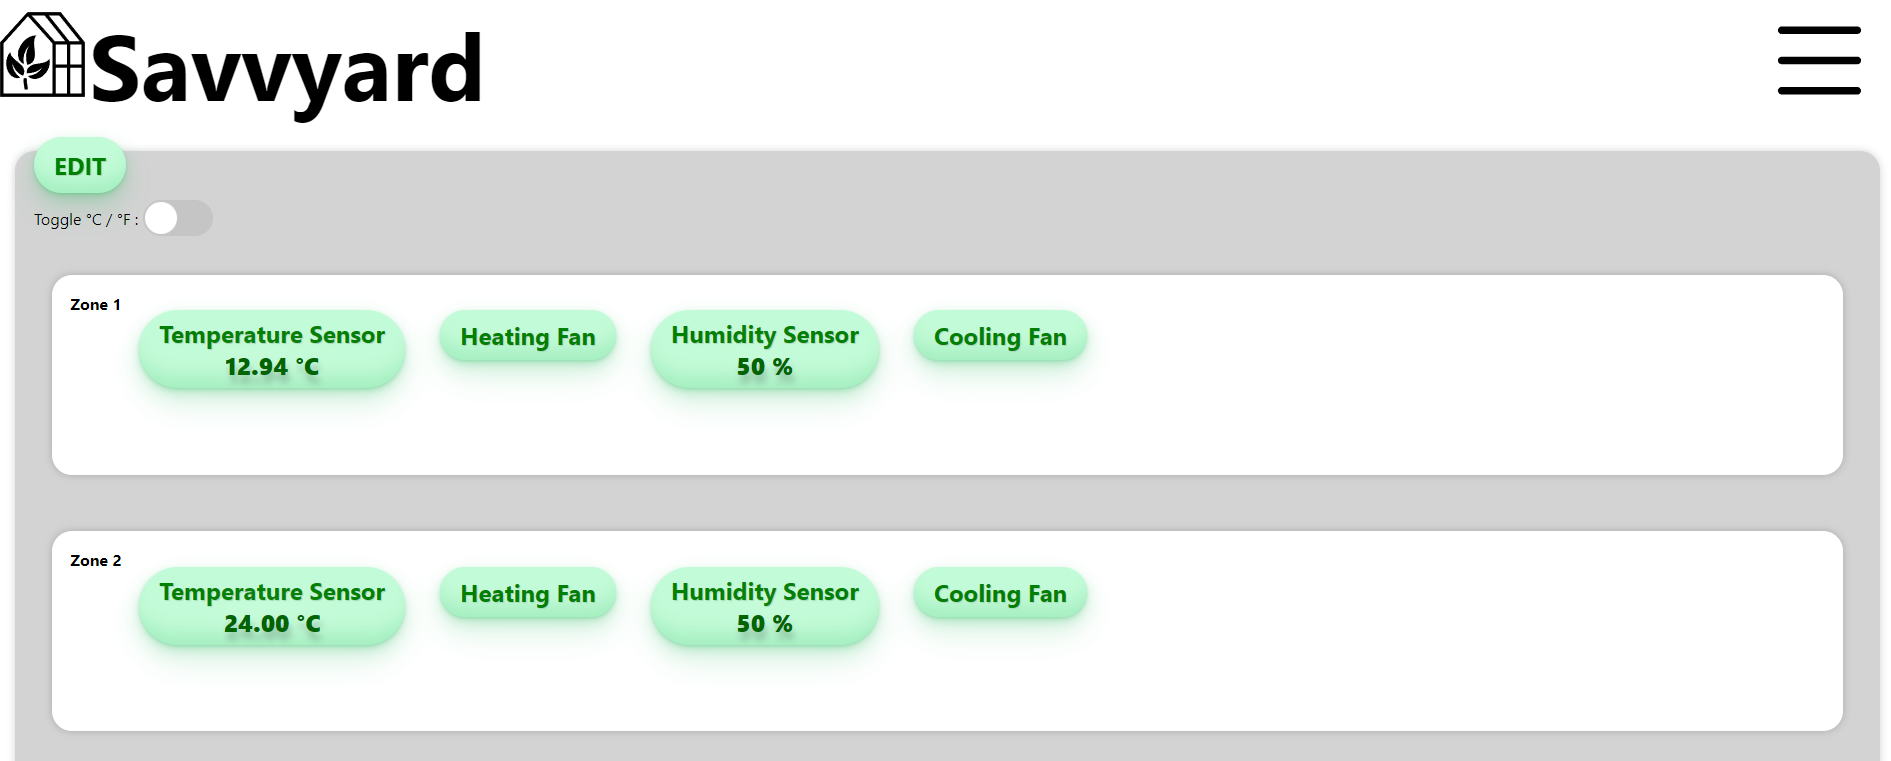 Savvyard
EDIT
Toggle °C / °F :
Zone 1
Temperature Sensor
12.94 °C
Heating Fan
Humidity Sensor
50 %
Cooling Fan
Zone 2
Temperature Sensor
24.00 °C
Heating Fan
Humidity Sensor
50 %
Cooling Fan